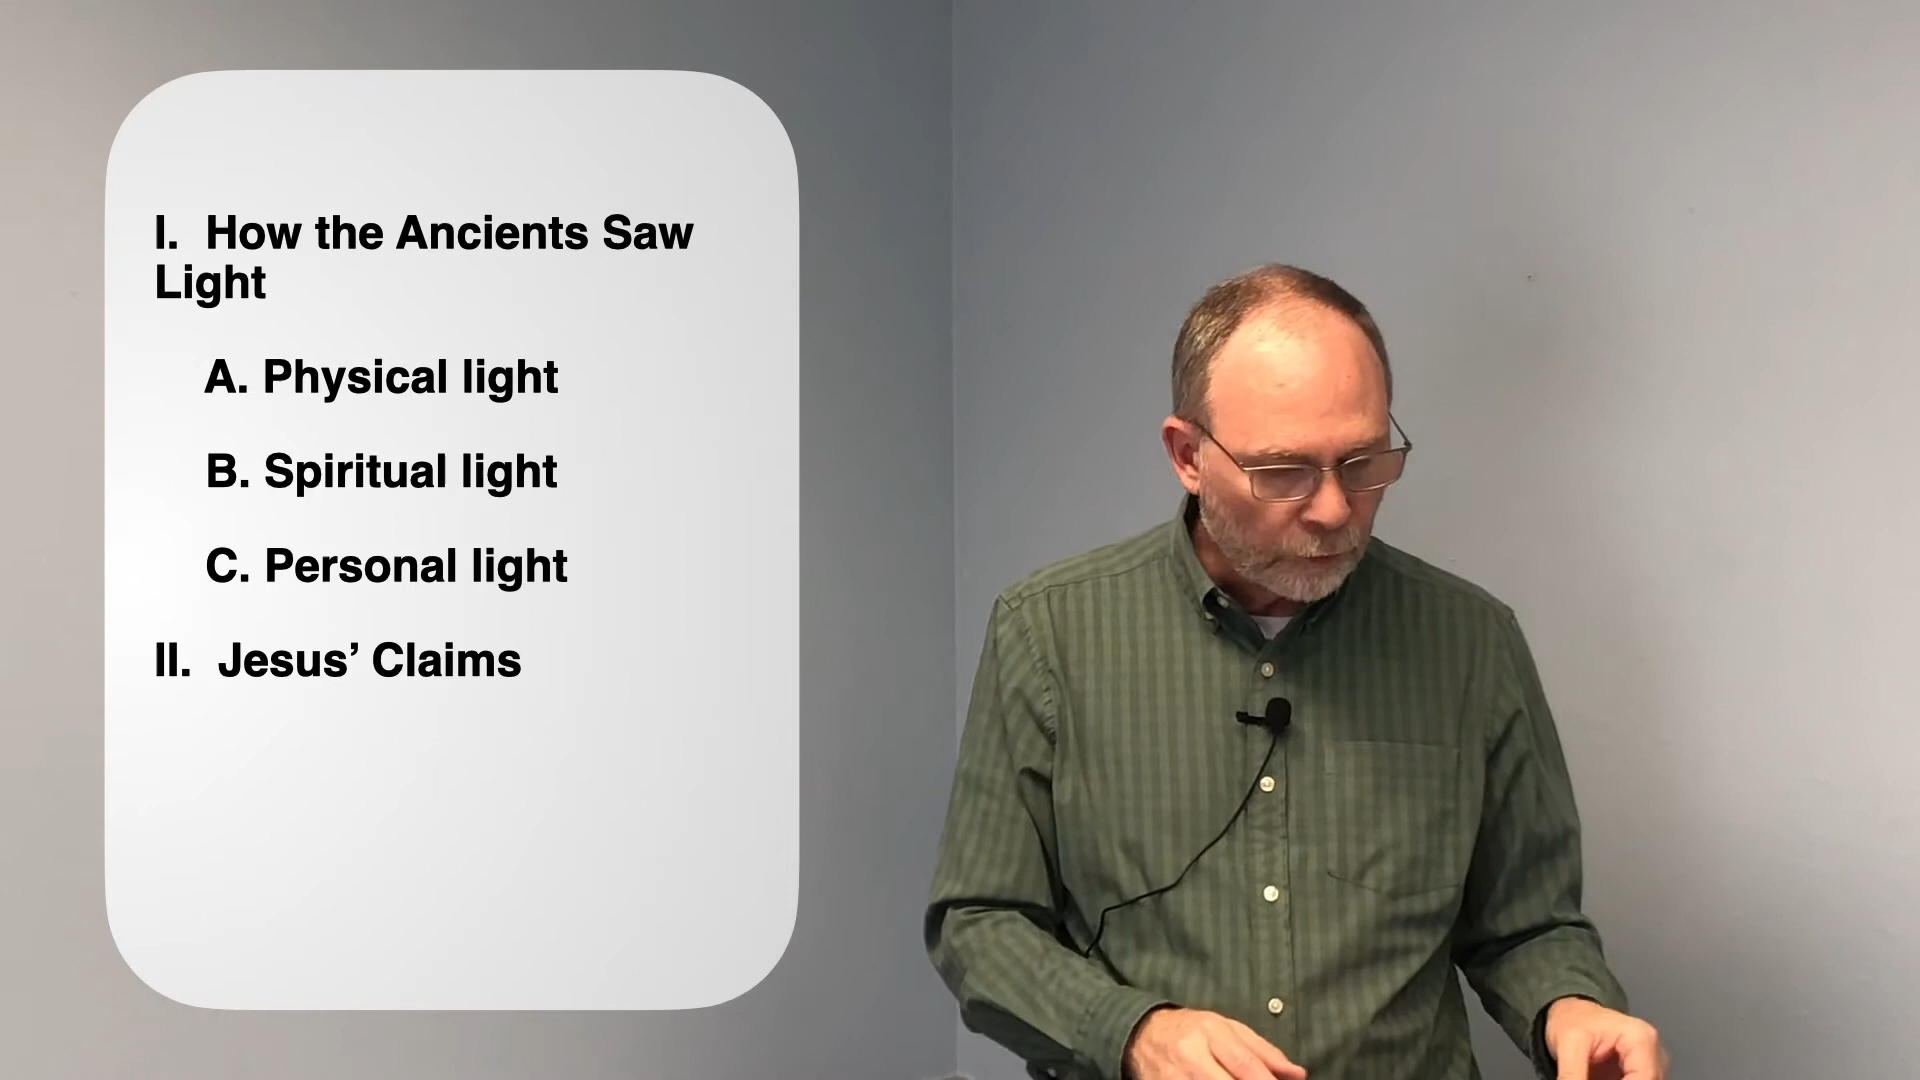 I. How the Ancients Saw
Light
A. Physical light
B. Spiritual light
C. Personal light
II. Jesus’ Claims